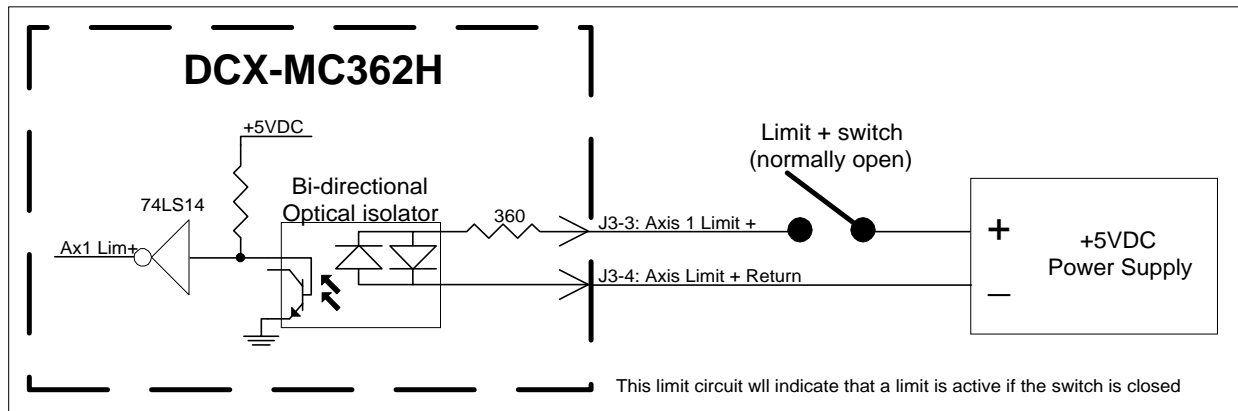 DCX-MC362H
+5VDC
74LS14
Bi-directional
Optical isolator
Ax1 Lim+
360
J3-3: Axis 1 Limit +
J3-4: Axis Limit + Return
Limit + switch
(normally open)
+
–
+5VDC
Power Supply
This limit circuit wll indicate that a limit is active if the switch is closed